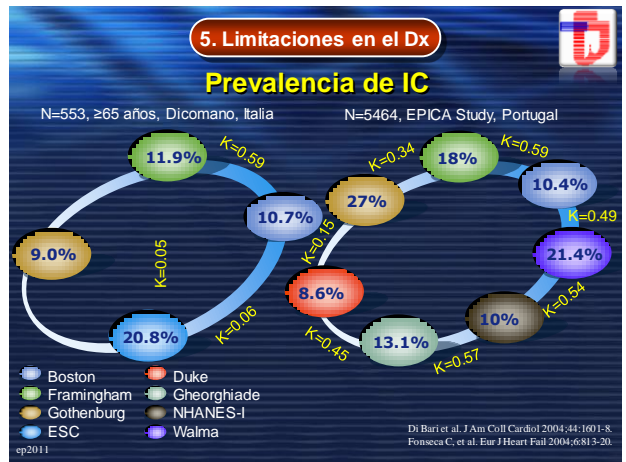 5. Limitaciones en el Dx
Prevalencia de IC
N=553, ≥65 años, Dicomano, Italia
N=5464, EPICA Study, Portugal
11.9%
K=0.59
10.7%
9.0%
K=0.05
20.8%
K=0.06
K=0.34
18%
K=0.59
10.4%
27%
K=0.49
K=0.15
21.4%
8.6%
K=0.54
10%
13.1%
K=0.45
K=0.57
Boston
Framingham
Gothenburg
ESC
Duke
Gheorghiade
NHANES-I
Walma
Di Bari et al. J Am Coll Cardiol 2004;44:1601-8.
Fonseca C, et al. Eur J Heart Fail 2004;6:813-20.
ep2011